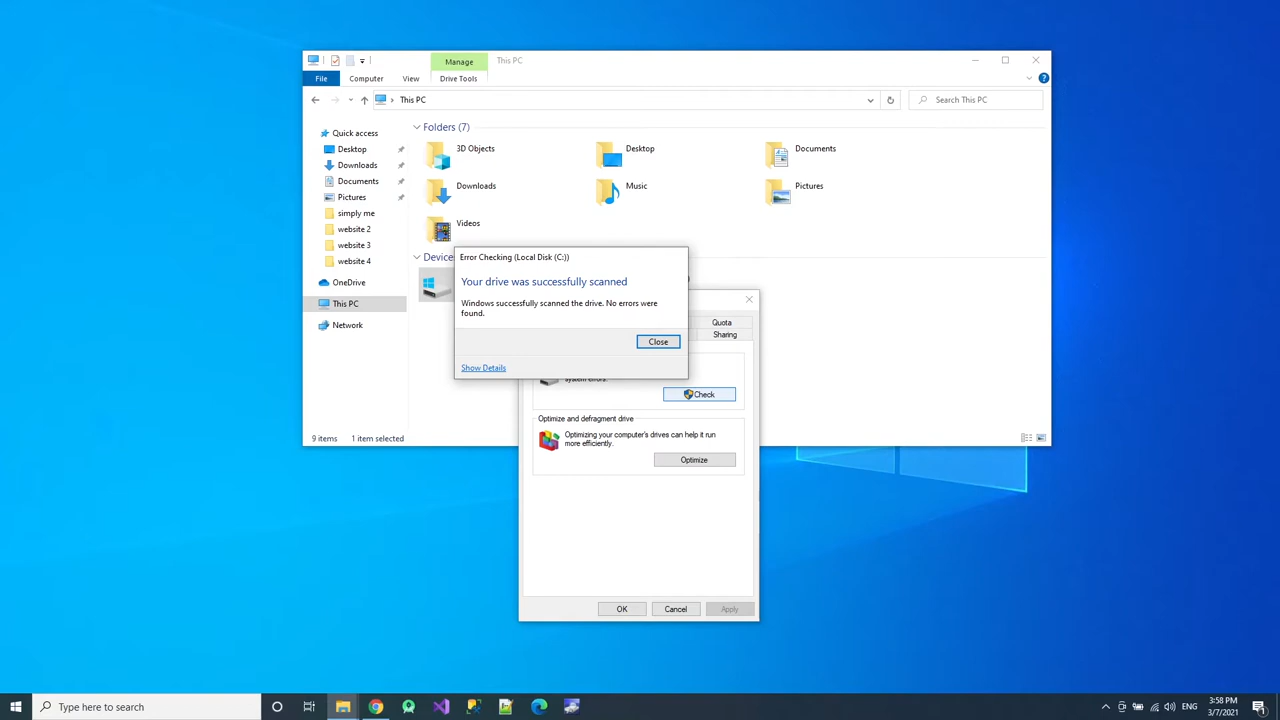 Manage
This PC
File
Computer
View
Drive Tools
This PC
Search This PC
Quick access
Desktop
Downloads
Documents
Pictures
simply me
website 2
website 3
website 4
OneDrive
This PC
Network
Folders (7)
3D Objects
Desktop
Documents
Downloads
Music
Pictures
Videos
Error Checking (Local Disk (C:))
Your drive was successfully scanned
Windows successfully scanned the drive. No errors were
found.
Close
Show Details
Quota
Sharing
system errors.
Check
Optimize and defragment drive
Optimizing your computer's drives can help it run
more efficiently.
Optimize
OK
Cancel
Apply
9 items
1 item selected
Type here to search
ENG
3:58 PM
3/7/2021